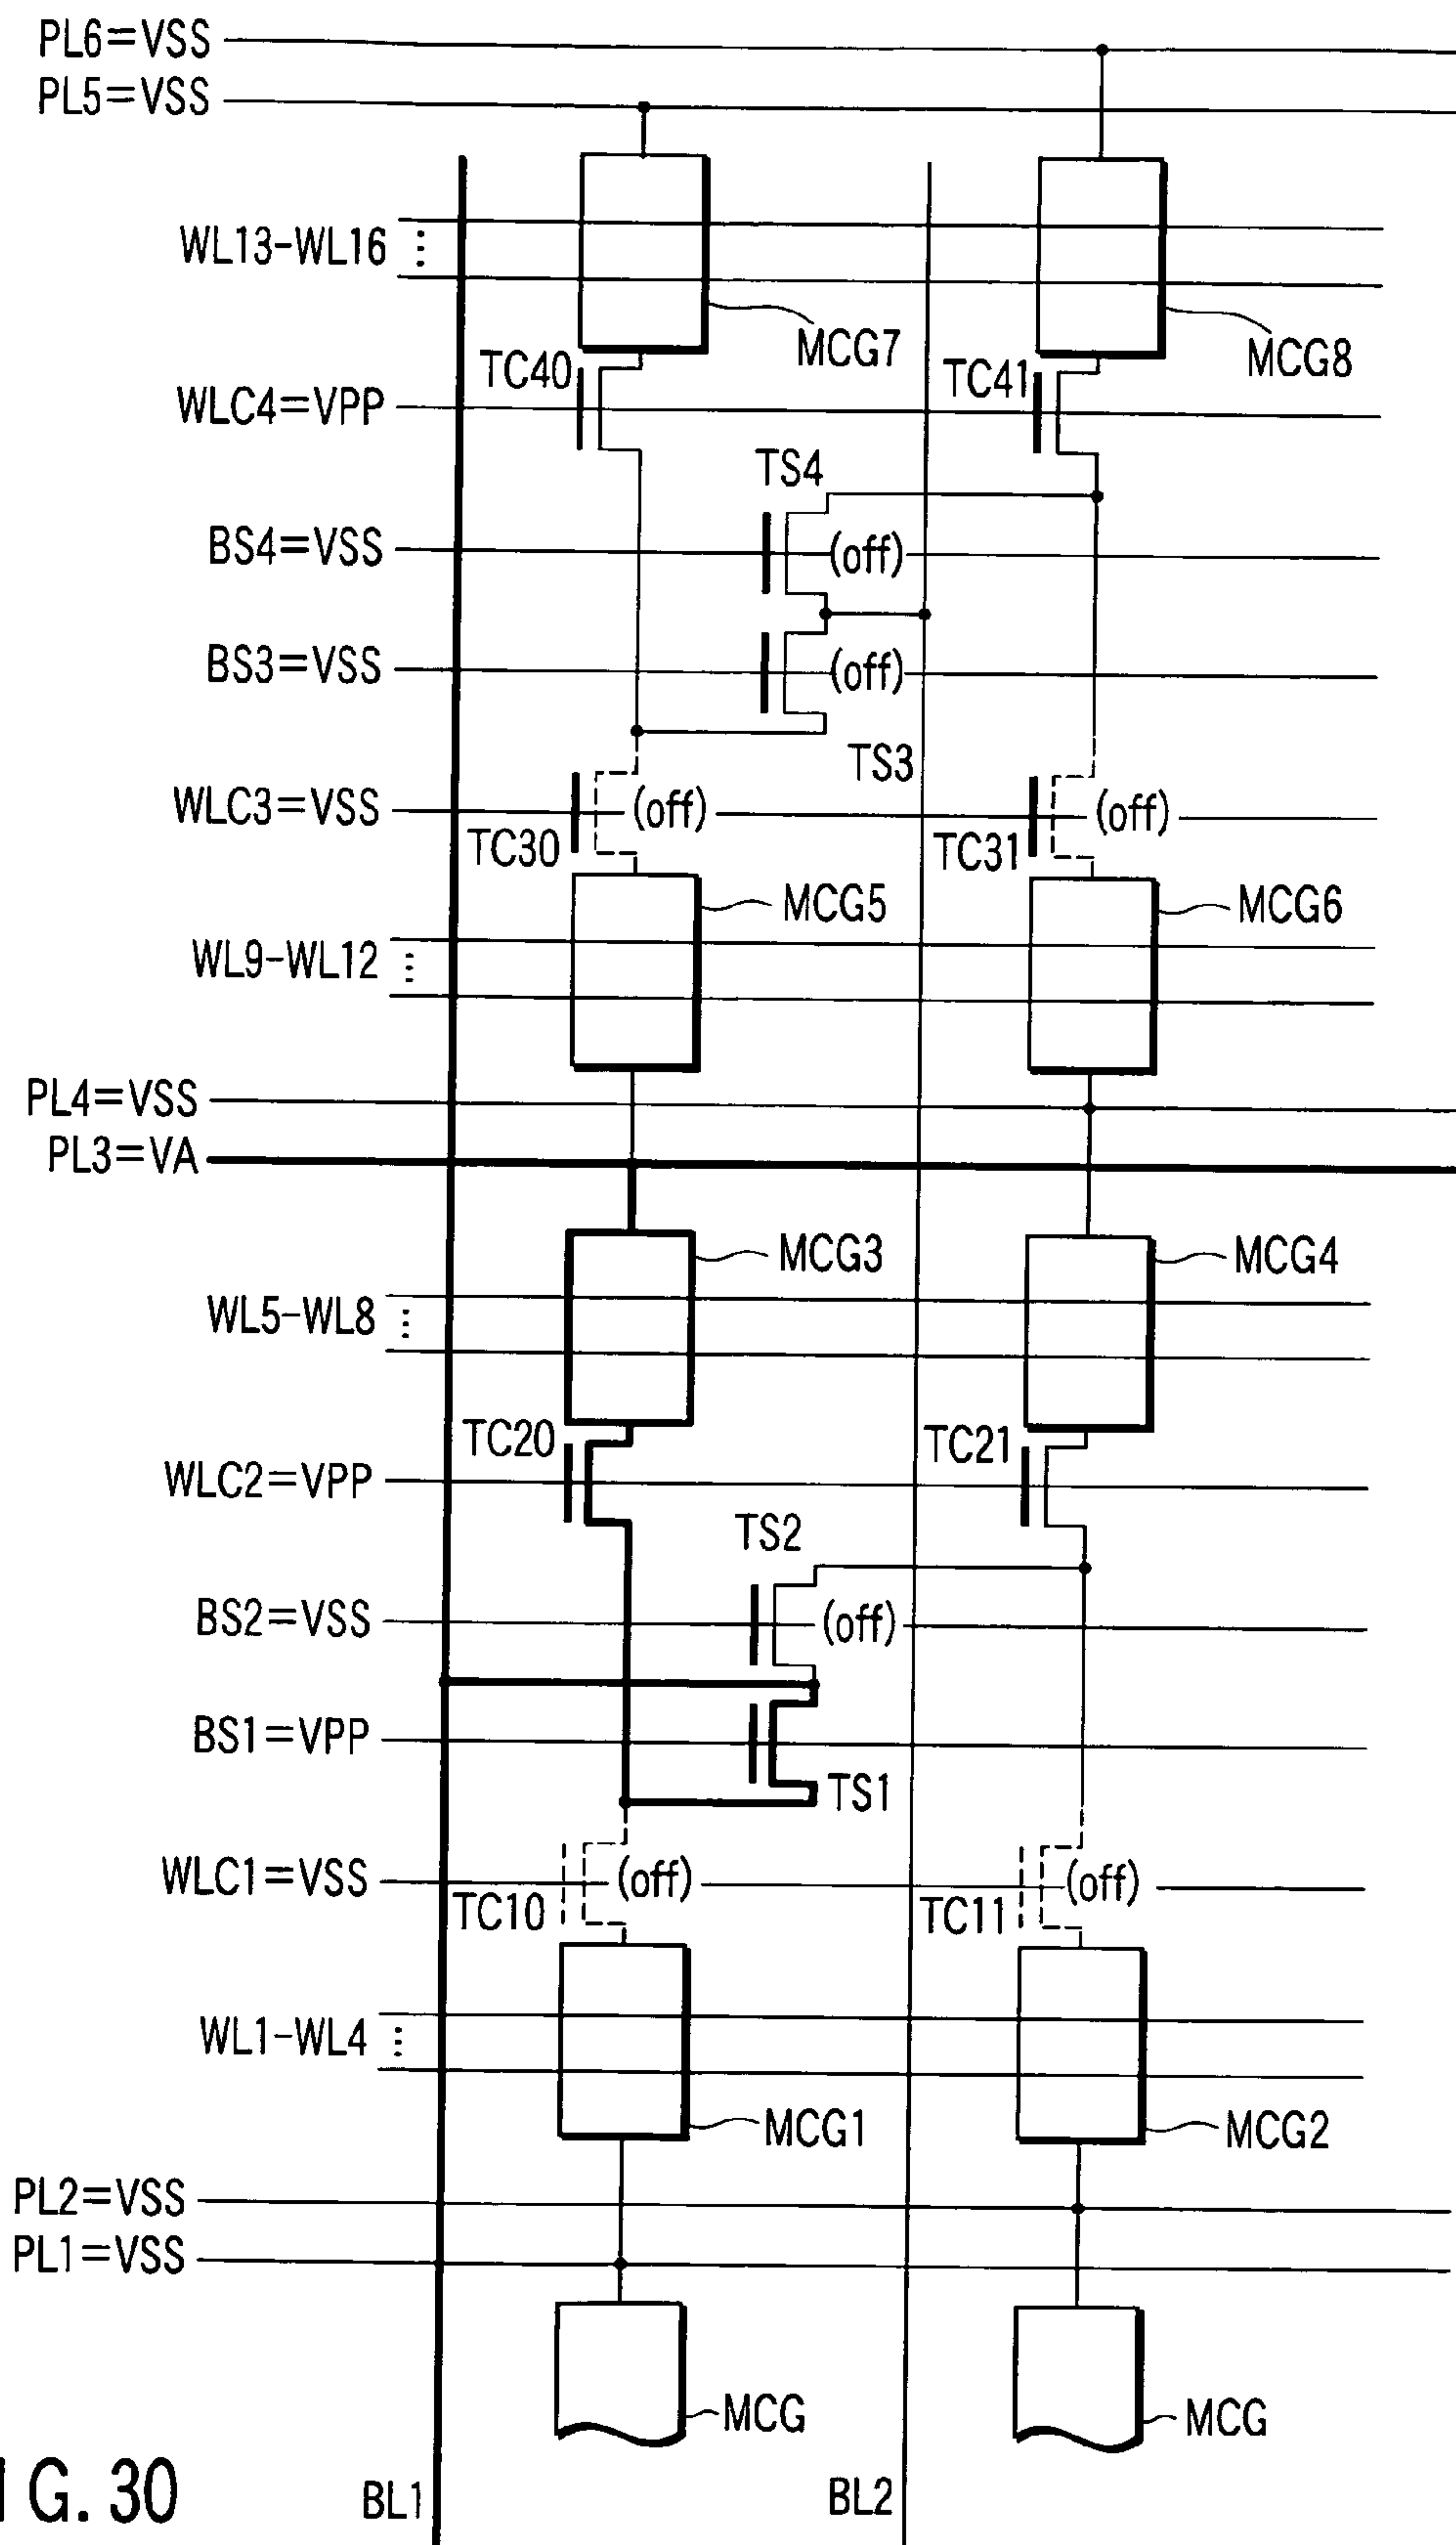 PL6=VSS
PL5=VSS
WL13-WL16
MCG7
MCG8
TC40
TC41
WLC4=VPP
TS4
BS4=VSS
(off)
BS3=VSS
(off)
TS3
WLC3=VSS
(off)
(off)
TC30
TC31
MCG5
MCG6
WL9-WL12
PL4=VSS
PL3=VA
MCG3
MCG4
WL5-WL8
TC20
TC21
WLC2=VPP
TS2
BS2=VSS
(off)
BS1=VPP
TS1
WLC1=VSS
(off)
(off)
TC10
TC11
WL1-WL4
MCG1
MCG2
PL2=VSS
PL1=VSS
MCG
MCG
G. 30
BL1
BL2